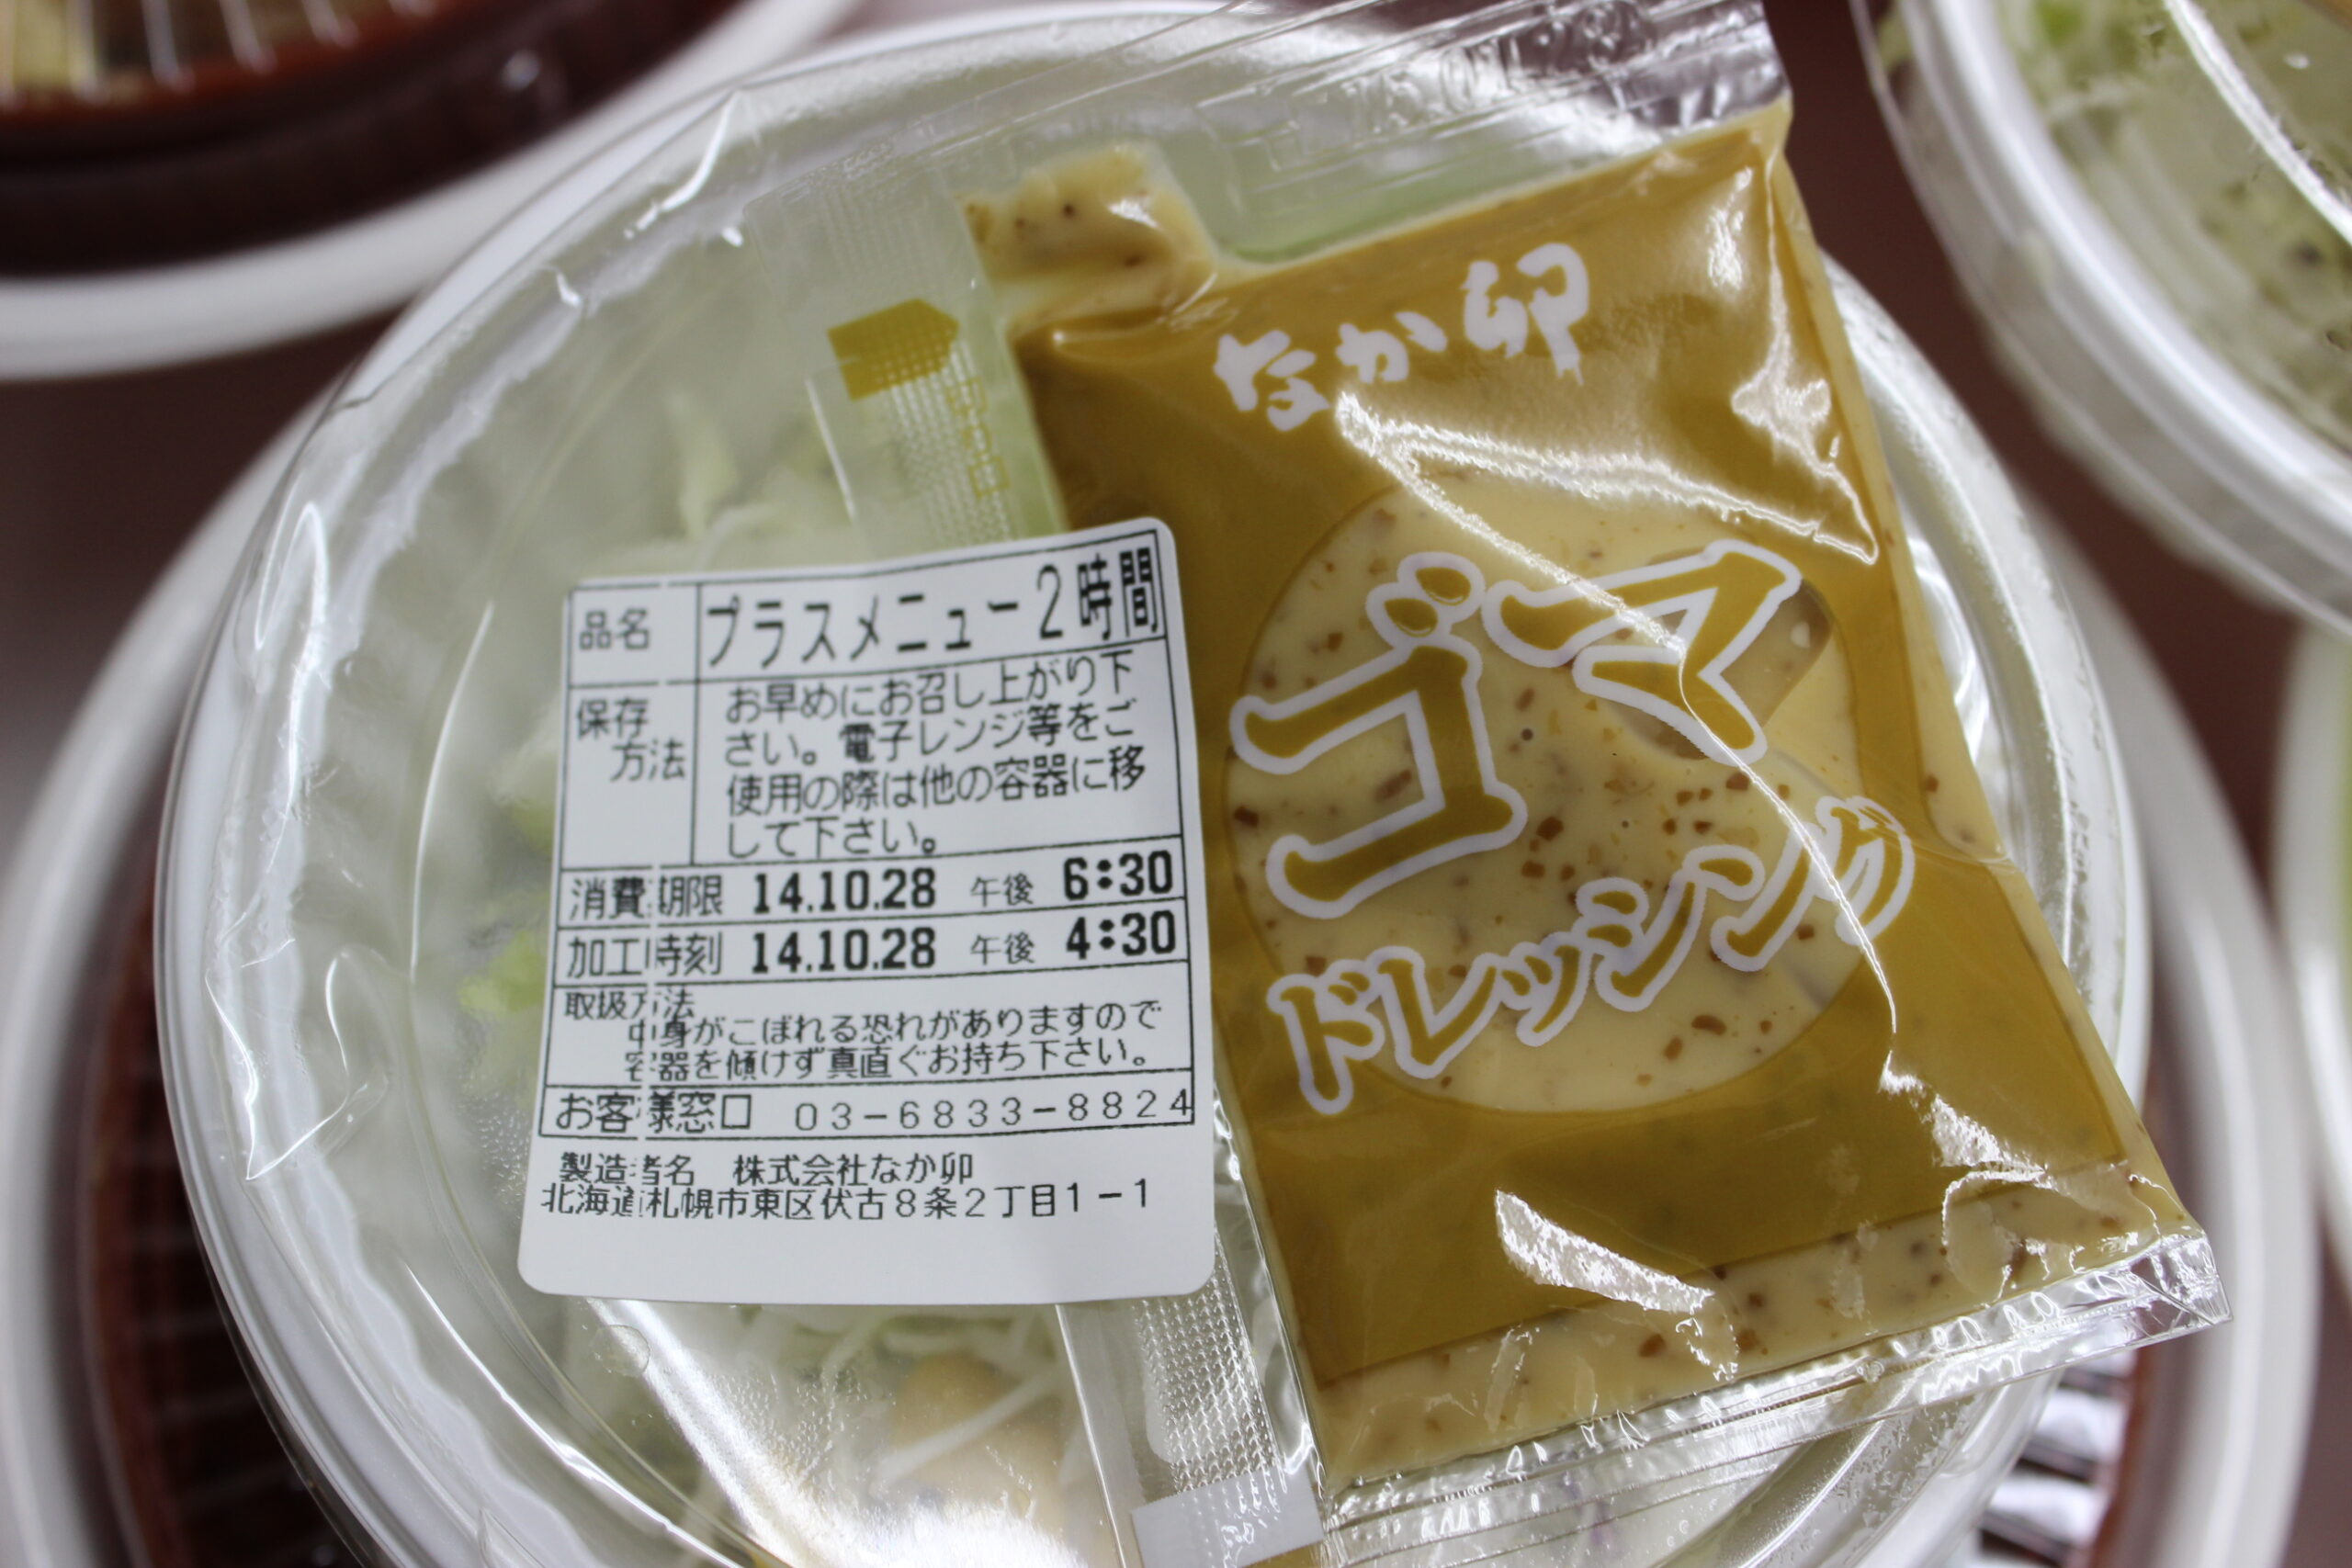 なか卯
ゴマ
ドレッシング
品名 プラスメニュー2時間
保存方法 お早めにお召し上がり下
さい。電子レンジ等をご
使用の際は他の容器に移
して下さい。
消費期限 14.10.28 午後 6:30
加工時刻 14.10.28 午後 4:30
取扱方法
中身がこぼれる恐れがありますので
容器を傾けず真直ぐお持ち下さい。
お客様窓口 03-6833-8824
製造者名 株式会社なか卯
北海道札幌市東区伏古8条2丁目1-1